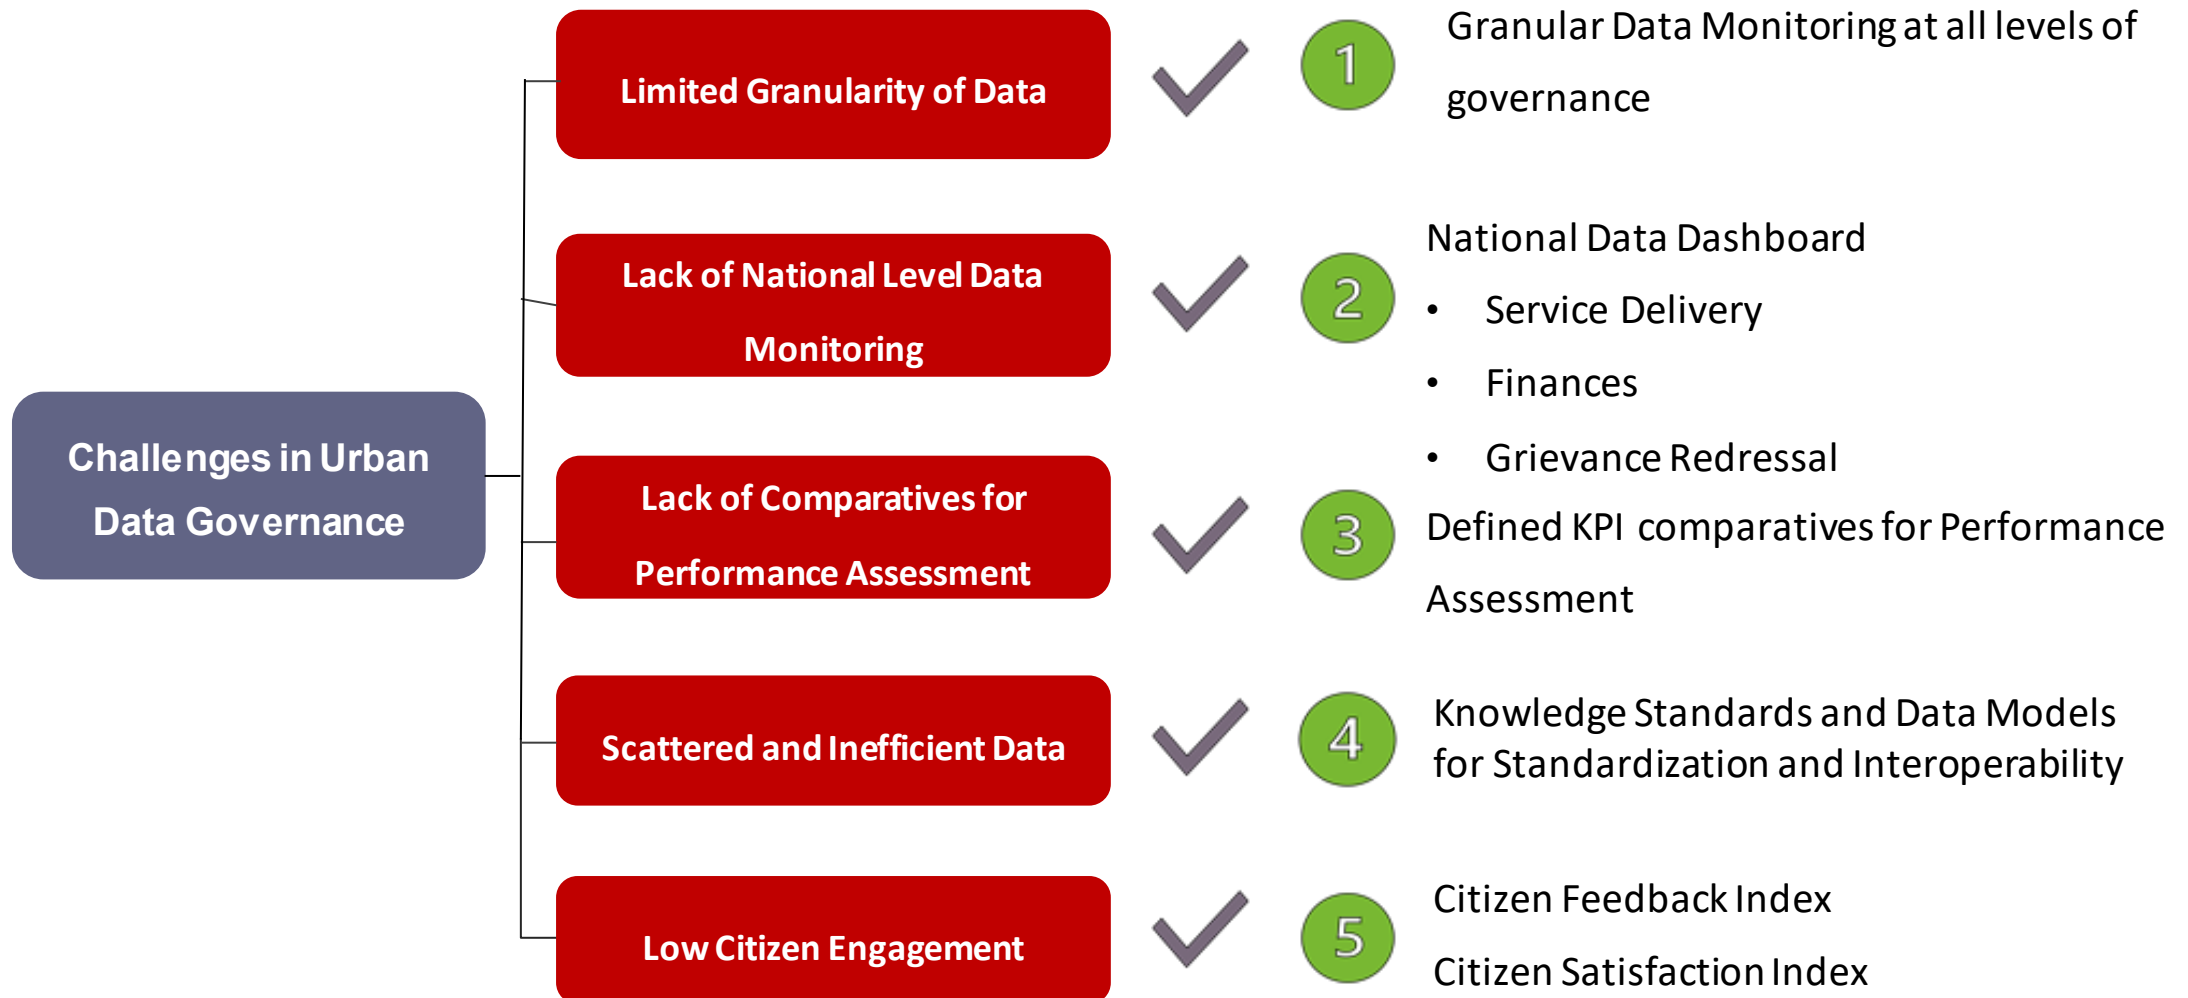 Challenges in Urban
Data Governance
Limited Granularity of Data
1
Granular Data Monitoring at all levels of
governance
Lack of National Level Data
Monitoring
2
National Data Dashboard
• Service Delivery
• Finances
• Grievance Redressal
Lack of Comparatives for
Performance Assessment
3
Defined KPI comparatives for Performance
Assessment
Scattered and Inefficient Data
4
Knowledge Standards and Data Models
for Standardization and Interoperability
Low Citizen Engagement
5
Citizen Feedback Index
Citizen Satisfaction Index